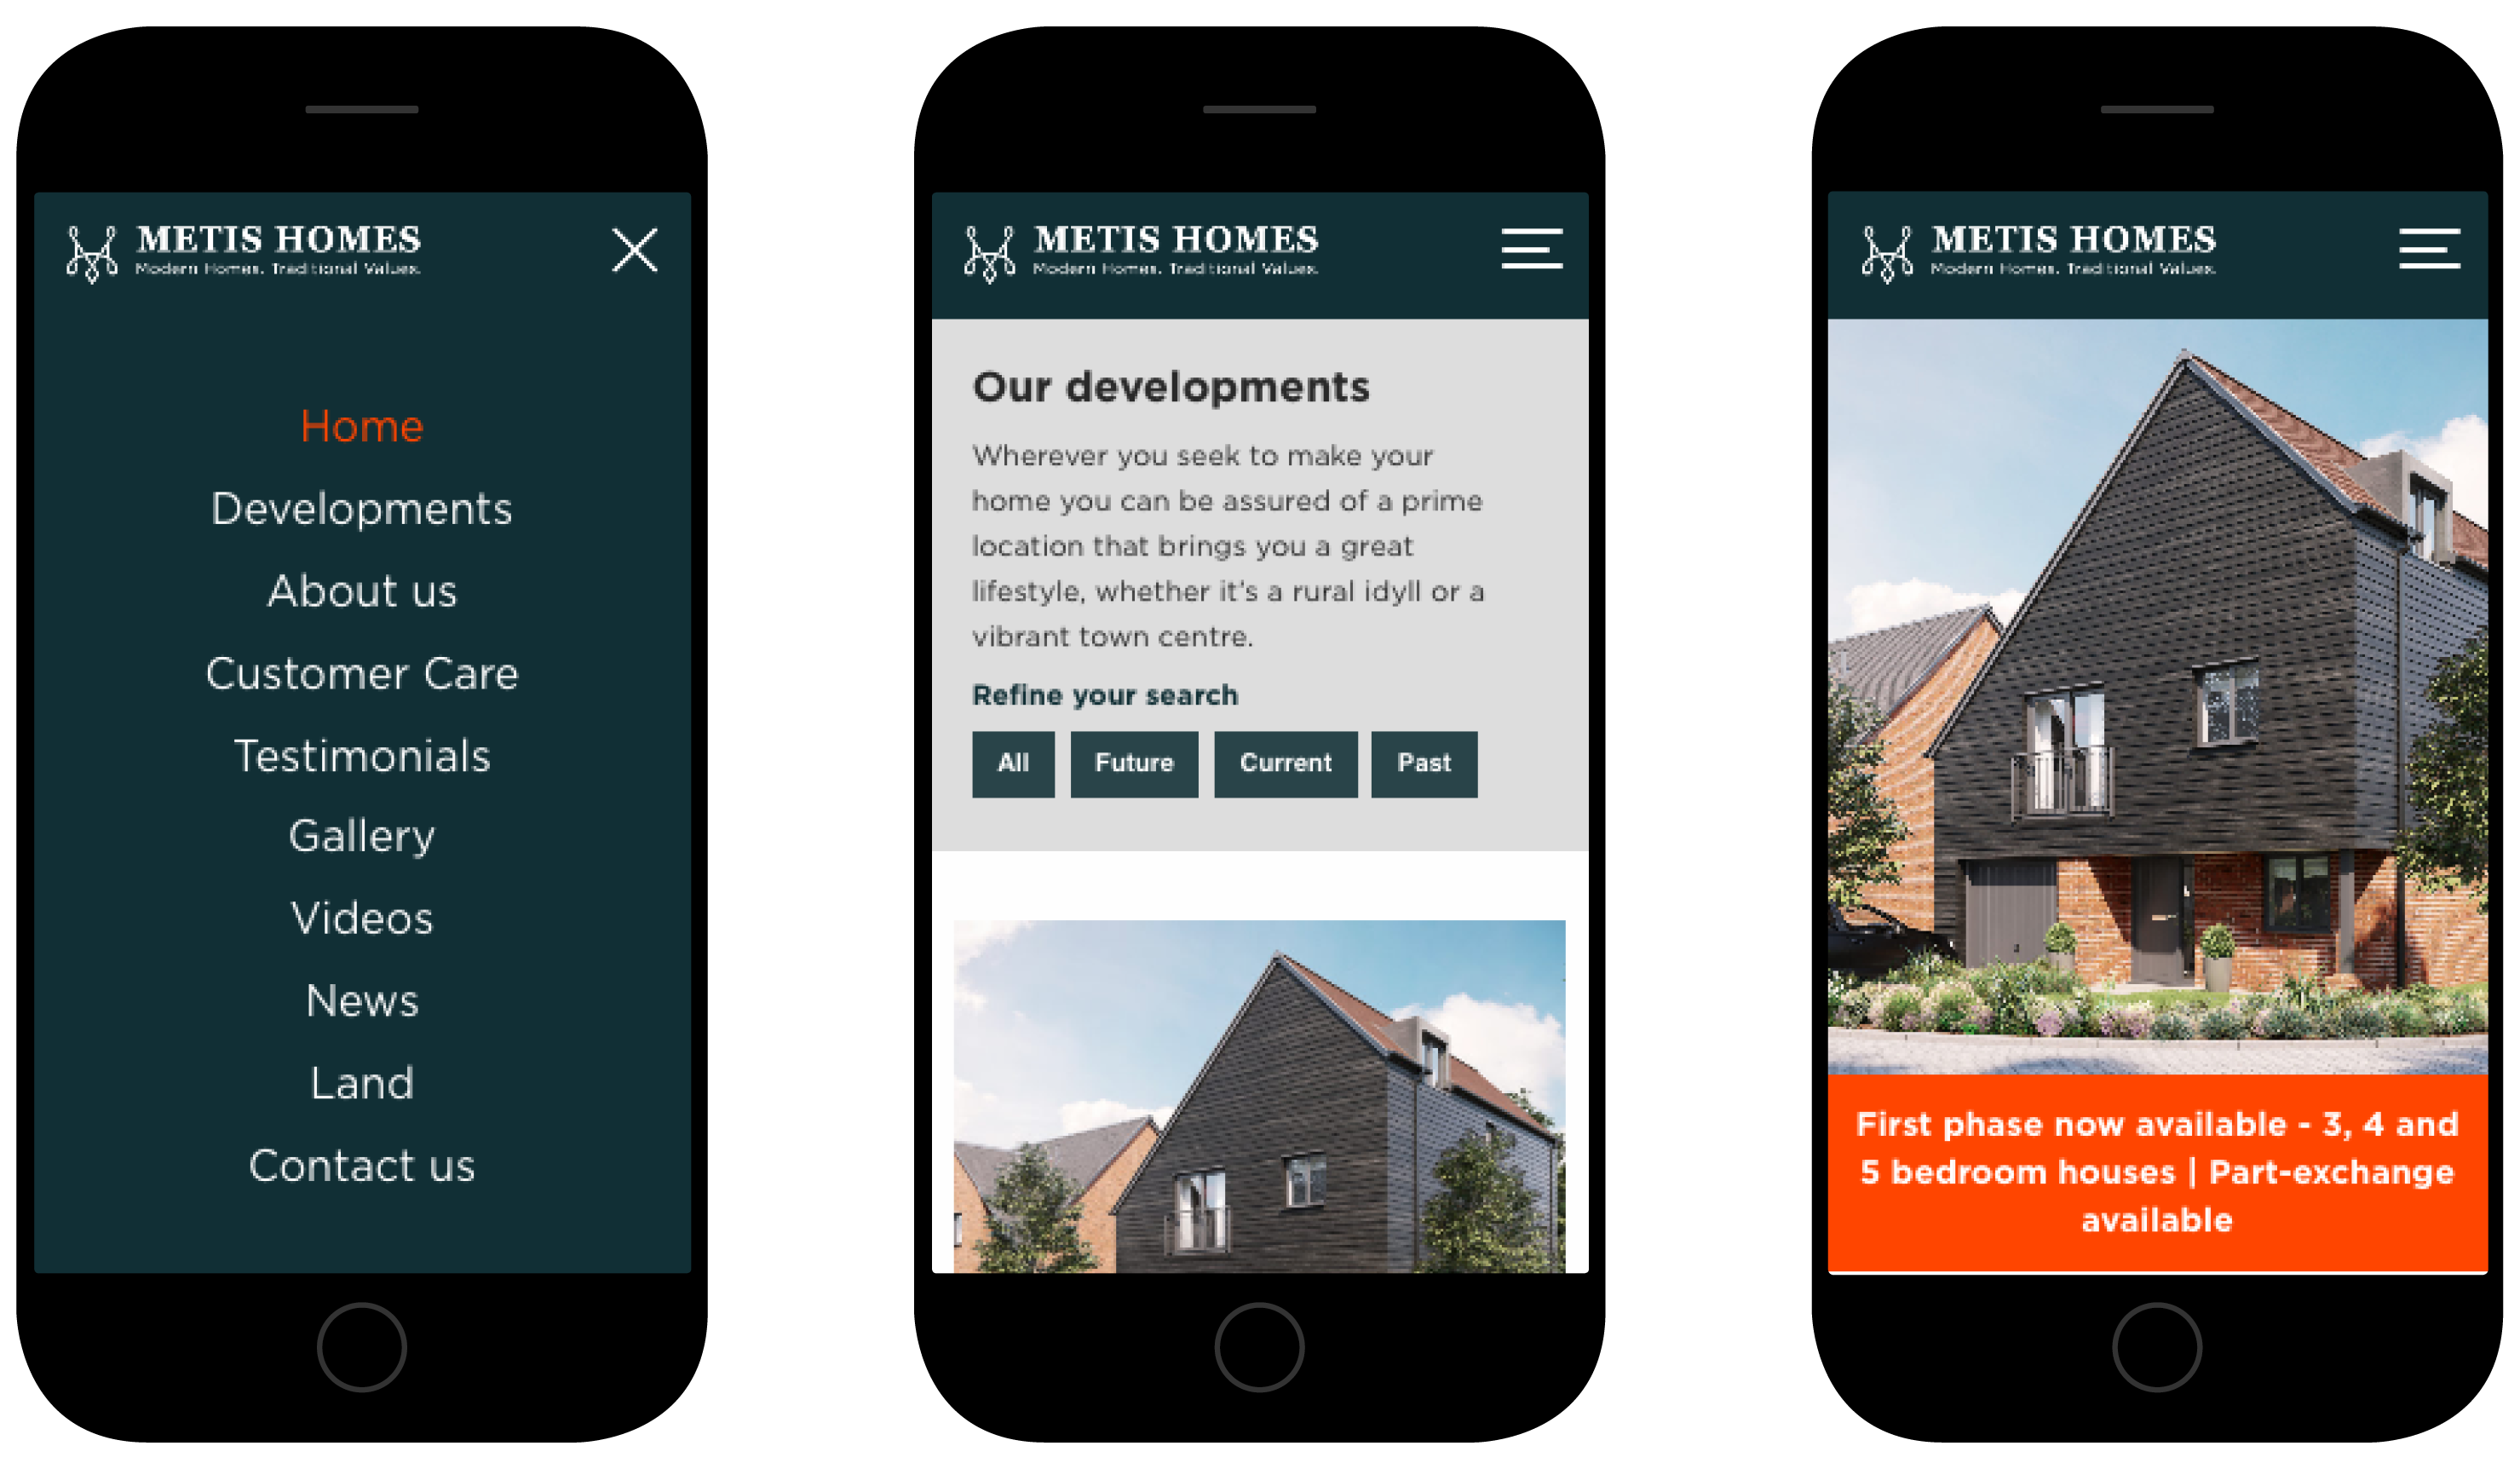 METIS HOMES
Modern Homes. Traditional Values.
Home
Developments
About us
Customer Care
Testimonials
Gallery
Videos
News
Land
Contact us
METIS HOMES
Modern Homes. Traditional Values.
Our developments
Wherever you seek to make your
home you can be assured of a prime
location that brings you a great
lifestyle, whether it's a rural idyll or a
vibrant town centre.
Refine your search
All Future Current Past
METIS HOMES
Modern Homes. Traditional Values.
First phase now available - 3, 4 and
5 bedroom houses | Part-exchange
available